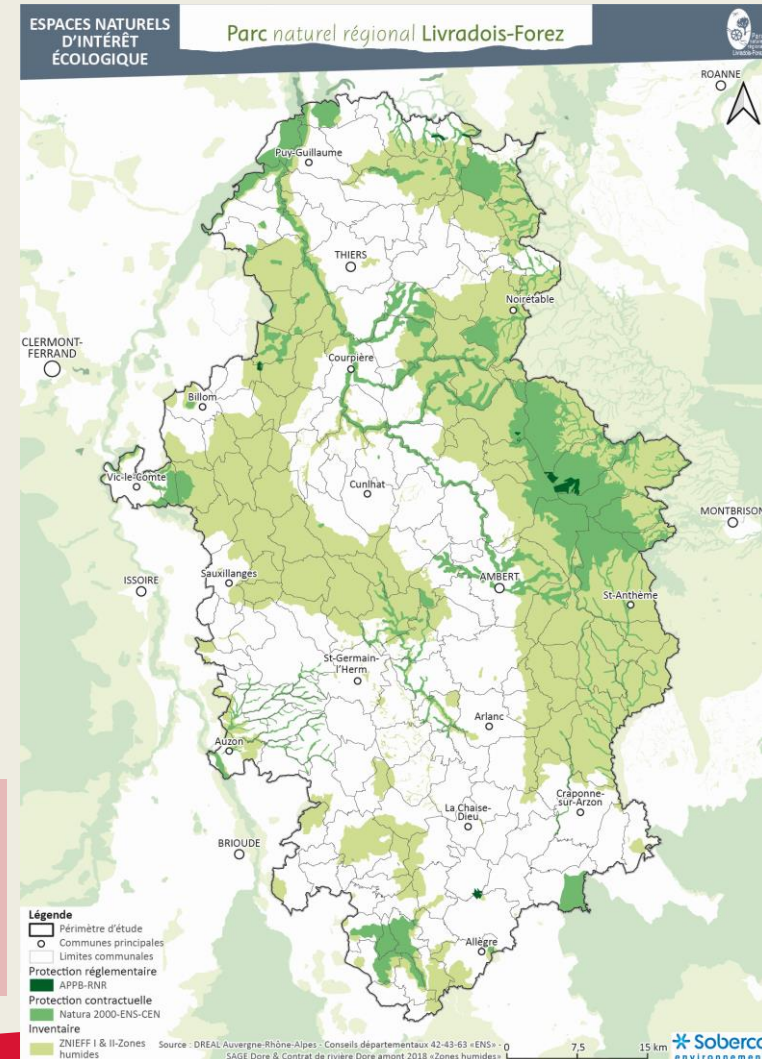 ESPACES NATURELS
D'INTÉRÊT
ÉCOLOGIQUE
Parc naturel régional Livradois-Forez
ROANNE
Puy-Guillaume
THIERS
Noirétable
CLERMONT-
FERRAND
Courpière
Billom
Vic-le-Comte
Cunlhat
MONTBRISON
ISSOIRE
Sauxillanges
AMBERT
St-Anthème
St-Germain-
l'Herm
Arlanc
Auzon
La Chaise-
Dieu
Craponne-
sur-Arzon
BRIOUDE
Allègre
Légende
Périmètre d'étude
Communes principales
Limites communales
Protection réglementaire
APPB-RNR
Protection contractuelle
Natura 2000-ENS-CEN
Inventaire
ZNIEFF I & II-Zones
humides
Source : DREAL Auvergne-Rhône-Alpes - Conseils départementaux 42-43-63 «ENS» -
SAGE Dore & Contrat de rivière Dore amont 2018 «Zones humides»
0 7,5 15 km
Soberco
environnement